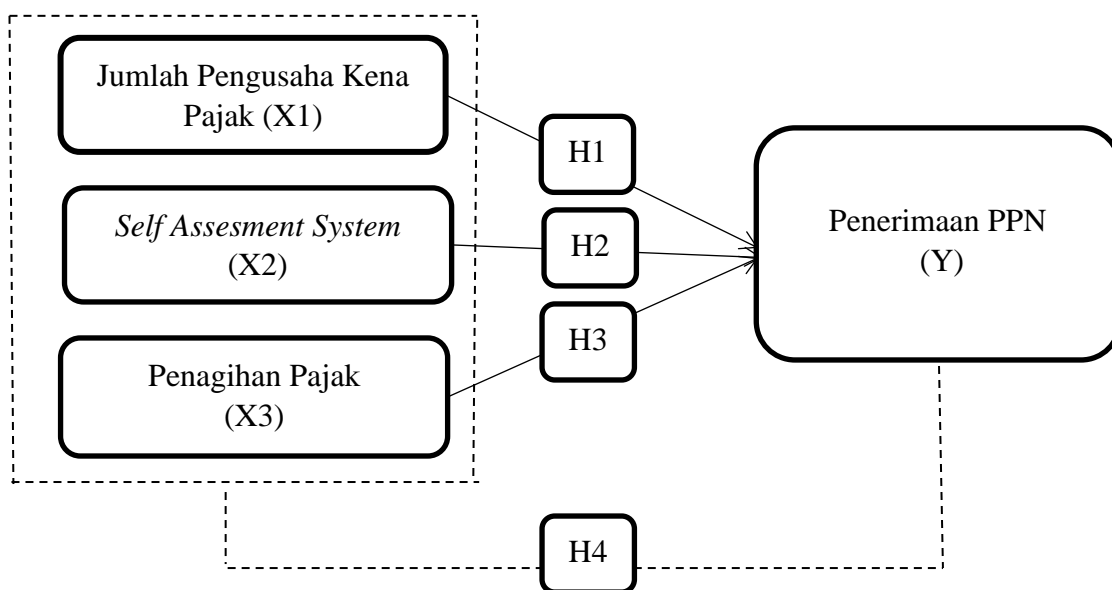 Jumlah Pengusaha Kena
Pajak (X1)
Self Assesment System
(X2)
Penagihan Pajak
(X3)
H1
H2
H3
Penerimaan PPN
(Y)
H4